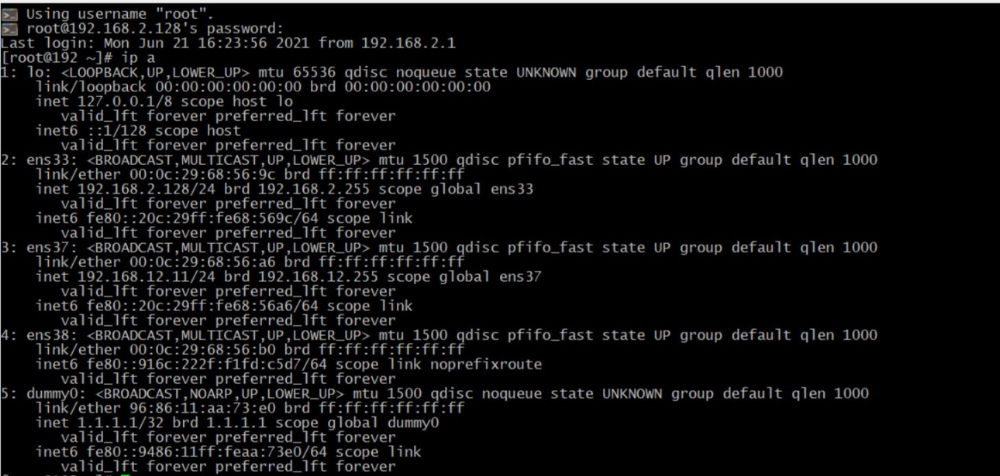 Using username "root".
root@192.168.2.128's password:
Last login: Mon Jun 21 16:23:56 2021 from 192.168.2.1
[root@192 ~]# ip a
1: lo: <LOOPBACK,UP,LOWER_UP> mtu 65536 qdisc noqueue state UNKNOWN group default qlen 1000
link/loopback 00:00:00:00:00:00 brd 00:00:00:00:00:00
inet 127.0.0.1/8 scope host lo
valid_lft forever preferred_lft forever
inet6 ::1/128 scope host
valid_lft forever preferred_lft forever
2: ens33: <BROADCAST,MULTICAST,UP,LOWER_UP> mtu 1500 qdisc pfifo_fast state UP group default qlen 1000
link/ether 00:0c:29:68:56:9c brd ff:ff:ff:ff:ff:ff
inet 192.168.2.128/24 brd 192.168.2.255 scope global ens33
valid_lft forever preferred_lft forever
inet6 fe80::20c:29ff:fe68:569c/64 scope link
valid_lft forever preferred_lft forever
3: ens37: <BROADCAST,MULTICAST,UP,LOWER_UP> mtu 1500 qdisc pfifo_fast state UP group default qlen 1000
link/ether 00:0c:29:68:56:a6 brd ff:ff:ff:ff:ff:ff
inet 192.168.12.11/24 brd 192.168.12.255 scope global ens37
valid_lft forever preferred_lft forever
inet6 fe80::20c:29ff:fe68:56a6/64 scope link
valid_lft forever preferred_lft forever
4: ens38: <BROADCAST,MULTICAST,UP,LOWER_UP> mtu 1500 qdisc pfifo_fast state UP group default qlen 1000
link/ether 00:0c:29:68:56:b0 brd ff:ff:ff:ff:ff:ff
inet6 fe80::916c:222f:f1fd:c5d7/64 scope link noprefixroute
valid_lft forever preferred_lft forever
5: dummy0: <BROADCAST,NOARP,UP,LOWER_UP> mtu 1500 qdisc noqueue state UNKNOWN group default qlen 1000
link/ether 96:86:11:aa:73:e0 brd ff:ff:ff:ff:ff:ff
inet 1.1.1.1/32 brd 1.1.1.1 scope global dummy0
valid_lft forever preferred_lft forever
inet6 fe80::9486:11ff:feaa:73e0/64 scope link
valid_lft forever preferred_lft forever